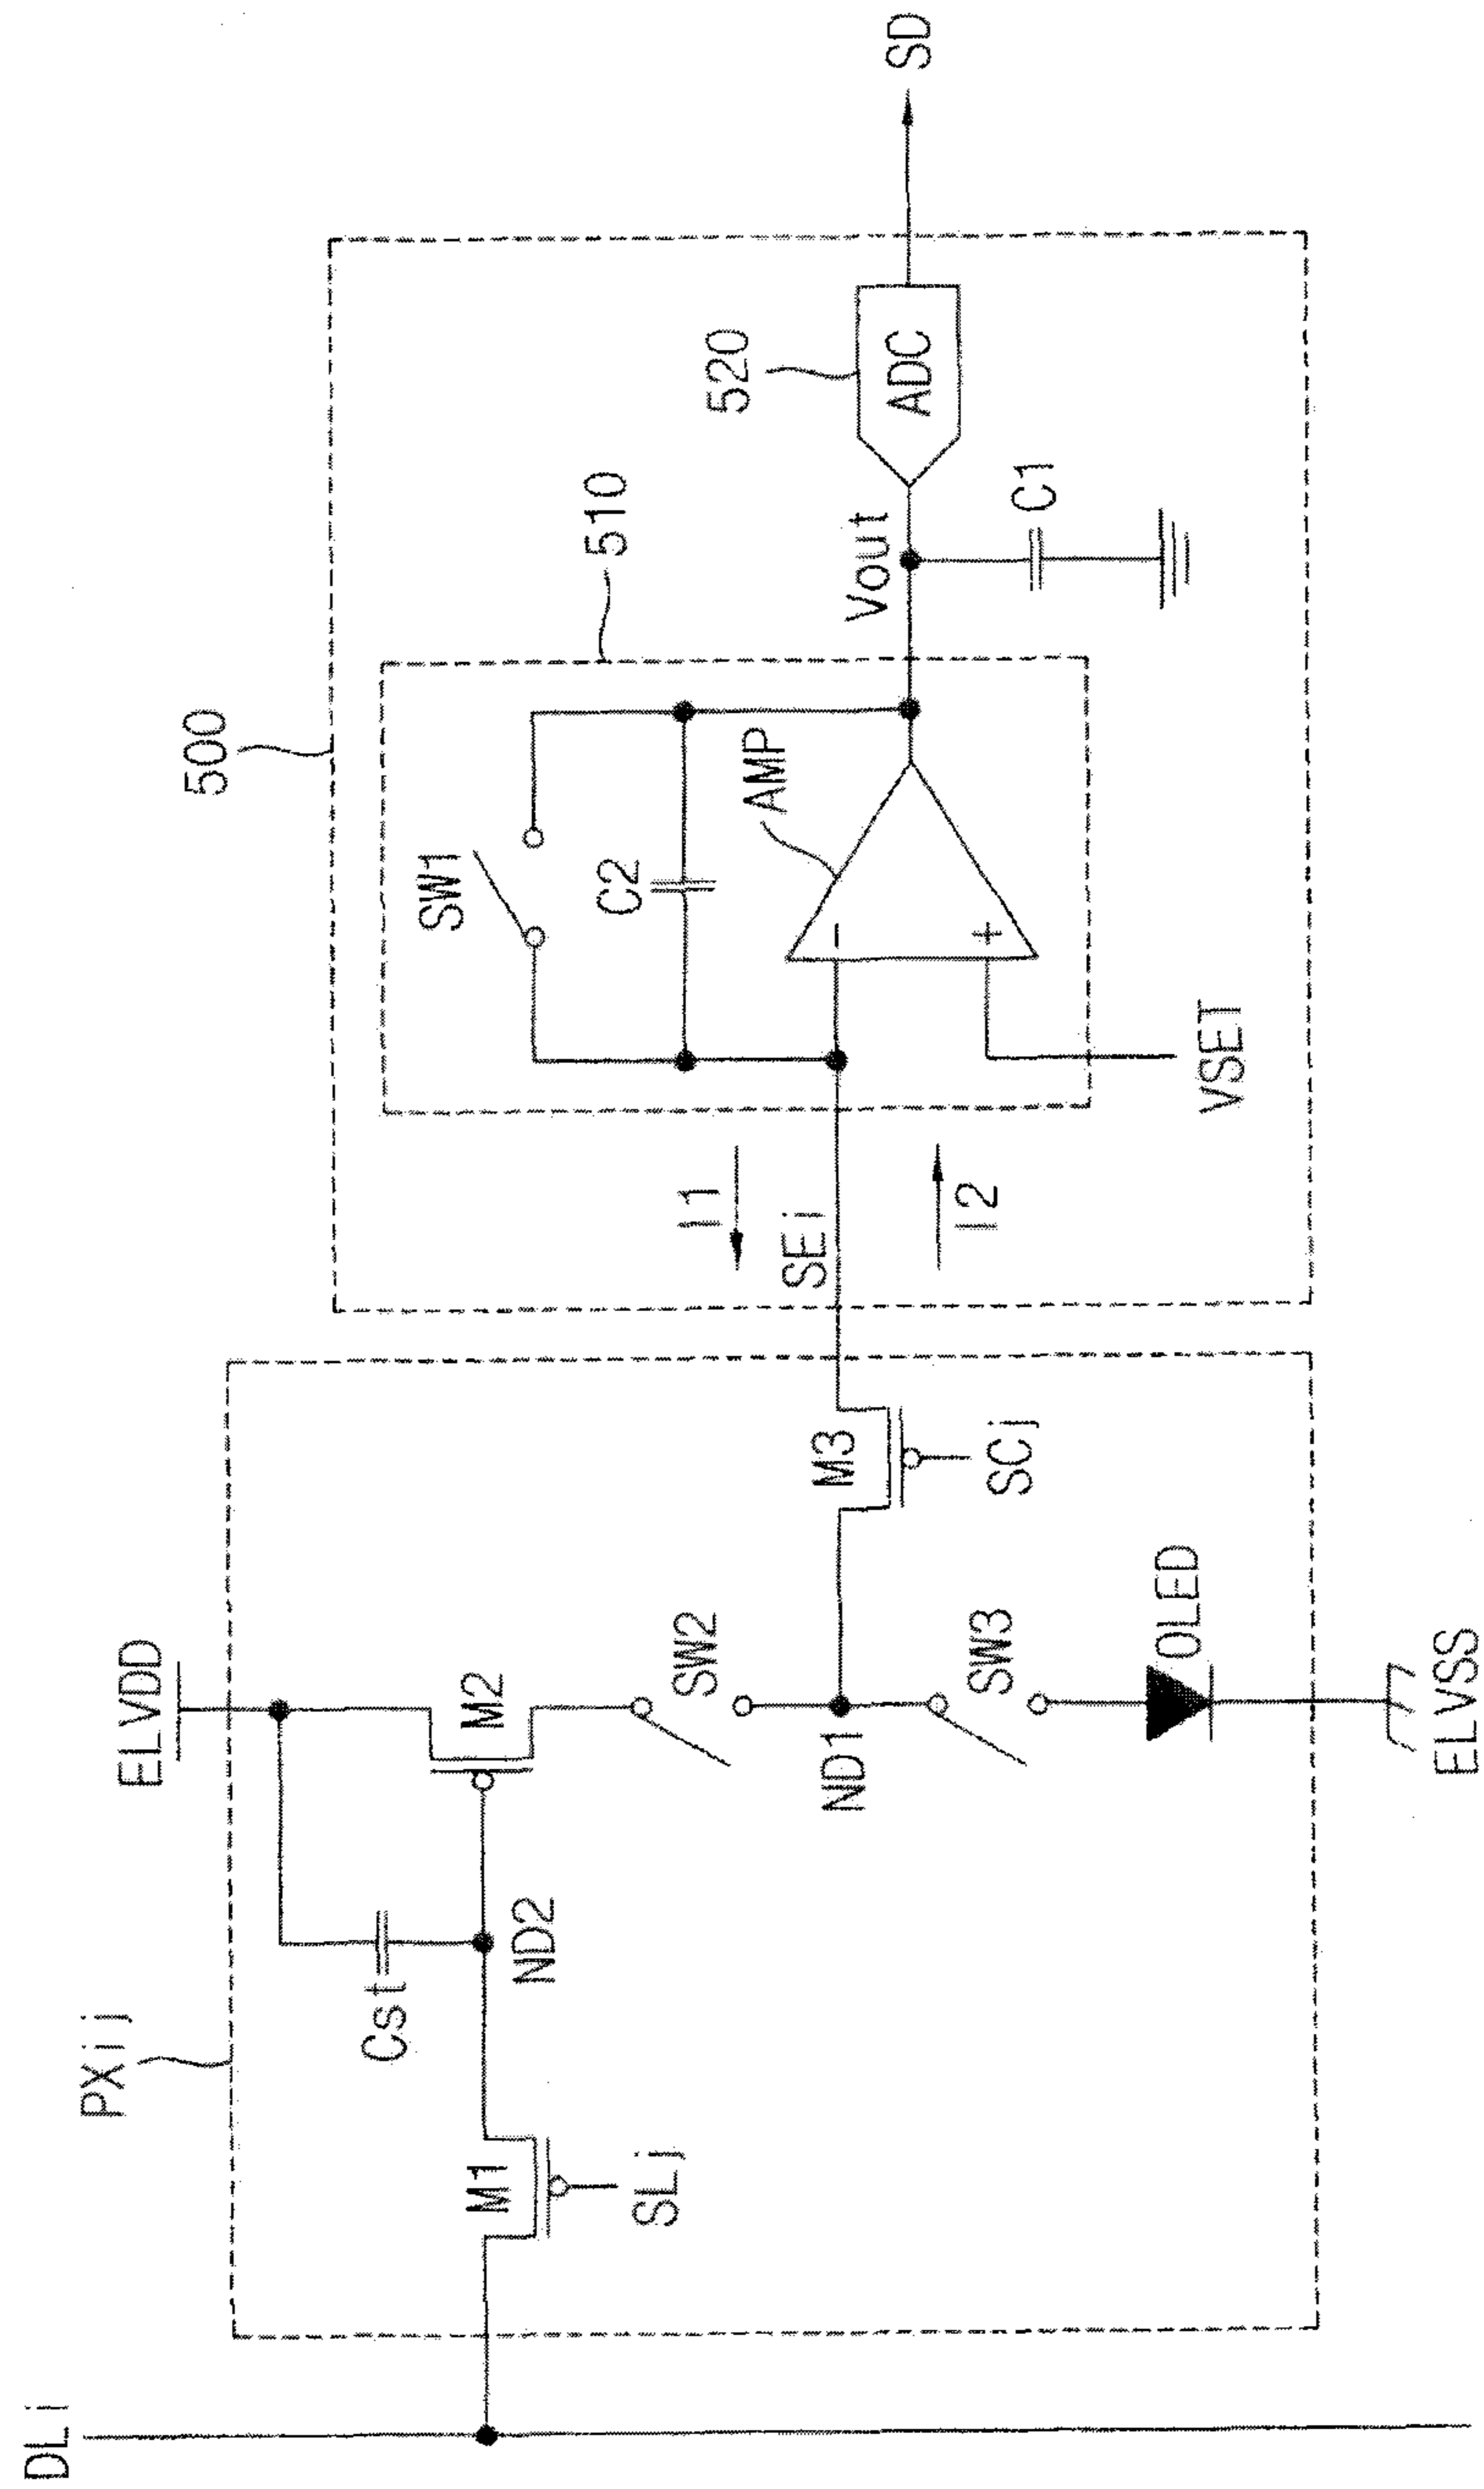 DLi
PXij
ELVDD
M1
SLj
Cst
ND2
M2
SW2
ND1
SW3
OLED
ELVSS
M3
SCj
500
I1
SEi
I2
510
SW1
C2
AMP
-
+
VSET
Vout
C1
520
ADC
SD